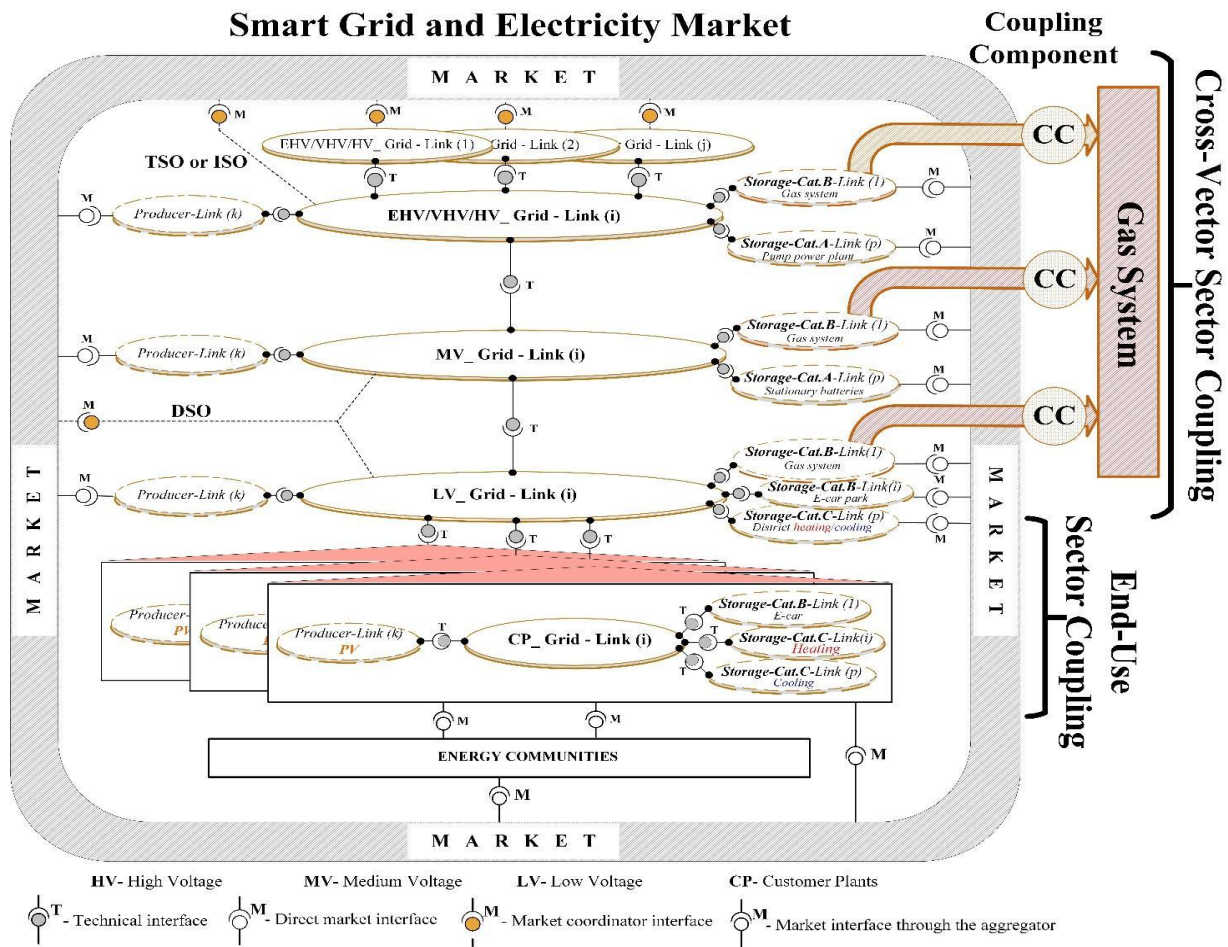 Smart Grid and Electricity Market
Coupling
Component
MARKET
M
M
M
M
TSO or ISO
EHV/VHV/HV_ Grid - Link (1)
Grid - Link (2)
Grid - Link (j)
T
T
T
CC
Storage-Cat.B-Link (1)
Gas system
M
M
Producer-Link (k)
EHV/VHV/HV_ Grid - Link (i)
Storage-Cat.A-Link (p)
Pump power plant
M
T
CC
Storage-Cat.B-Link (1)
Gas system
M
M
Producer-Link (k)
MV_ Grid - Link (i)
Storage-Cat.A-Link (p)
Stationary batteries
M
M
DSO
T
CC
Storage-Cat.B-Link(1)
Gas system
M
M
Producer-Link (k)
LV_ Grid - Link (i)
Storage-Cat.B-Link(i)
E-car park
M
Storage-Cat.C-Link (p)
District heating/cooling
M
T
T
T
Gas System
Cross-Vector Sector Coupling
MARKET
MARKET
End-Use
Sector Coupling
Producer-
PV
Producer-Link (k)
PV
T
CP_ Grid - Link (i)
T
Storage-Cat.B-Link (1)
E-car
T
Storage-Cat.C-Link(i)
Heating
T
Storage-Cat.C-Link (p)
Cooling
M
M
ENERGY COMMUNITIES
M
M
MARKET
HV- High Voltage
MV- Medium Voltage
LV- Low Voltage
CP- Customer Plants
T - Technical interface
M - Direct market interface
M - Market coordinator interface
M - Market interface through the aggregator